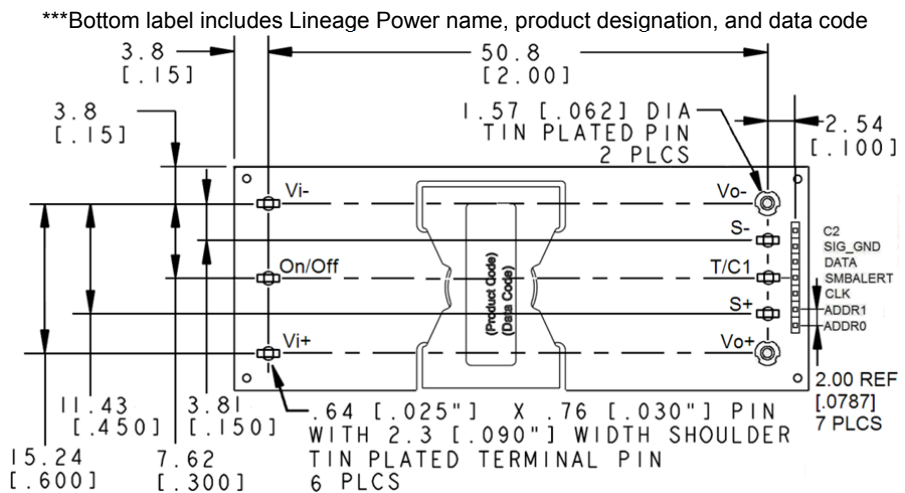 ***Bottom label includes Lineage Power name, product designation, and data code
3.8
[.15]
50.8
[2.00]
3.8
[.15]
1.57 [.062] DIA
TIN PLATED PIN
2 PLCS
2.54
[.100]
Vi-
Vo-
S-
C2
SIG_GND
DATA
On/Off
T/C1
SMBALERT
CLK
S+
ADDR1
ADDR0
(Product Code)
(Data Code)
Vi+
Vo+
2.00 REF
[.0787]
7 PLCS
11.43
[.450]
3.81
[.150]
.64 [.025"] X .76 [.030"] PIN
WITH 2.3 [.090"] WIDTH SHOULDER
TIN PLATED TERMINAL PIN
6 PLCS
15.24
[.600]
7.62
[.300]